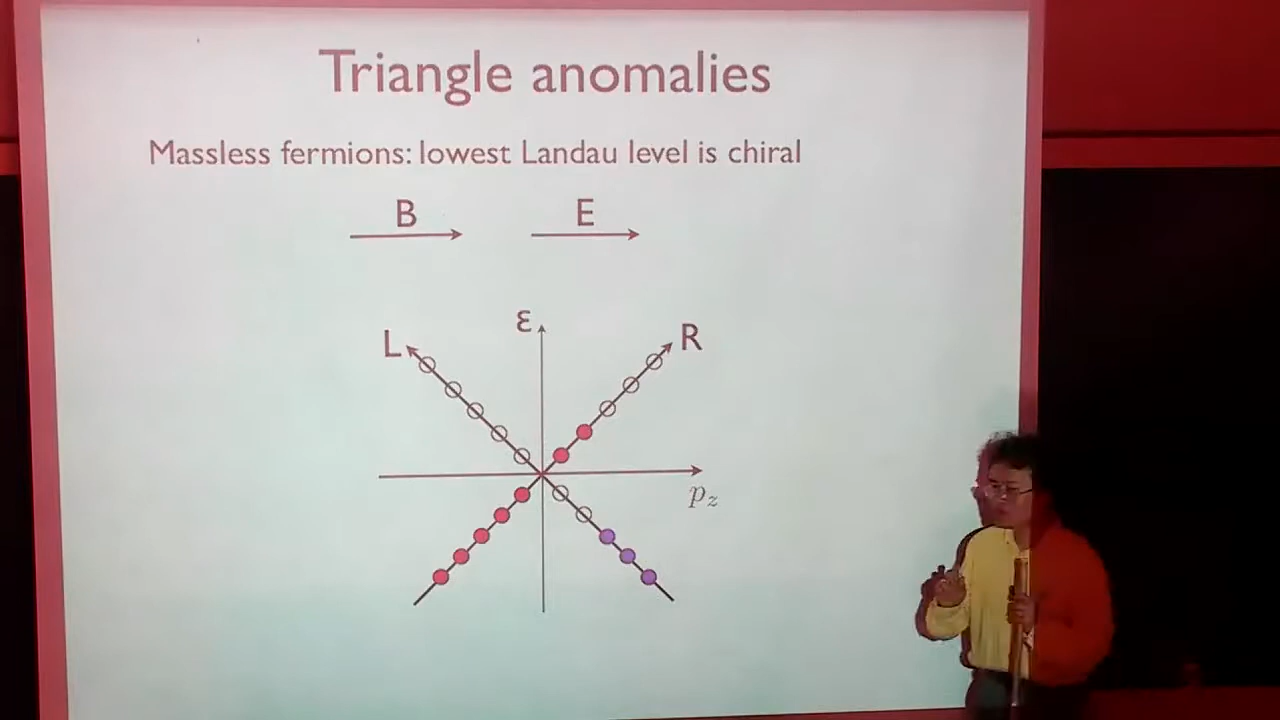 Triangle anomalies
Massless fermions: lowest Landau level is chiral
B
E
ε
L
R
p_z